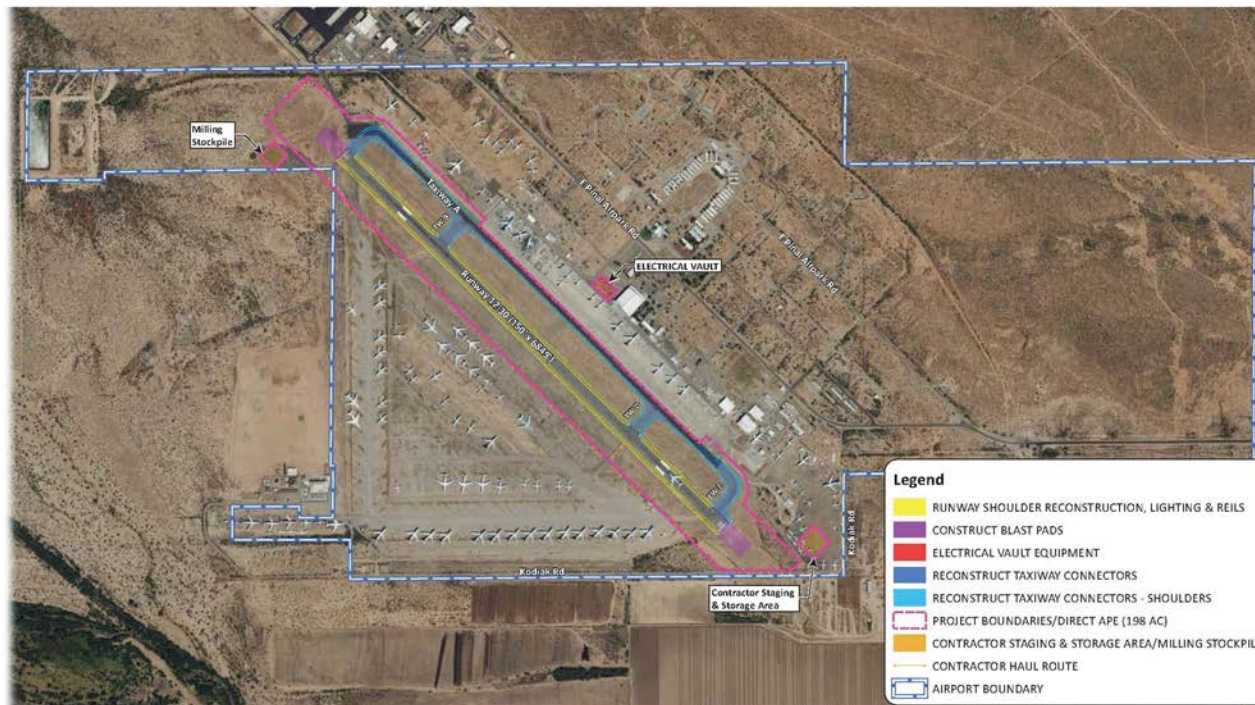 Milling
Stockpile
Taxiway A
E Pinal Airpark Rd
E Pinal Airpark Rd
ELECTRICAL VAULT
Runway 12-30 (150' x 6849')
Kodiak Rd
Kodiak Rd
Contractor Staging
& Storage Area
Legend
RUNWAY SHOULDER RECONSTRUCTION, LIGHTING & REILS
CONSTRUCT BLAST PADS
ELECTRICAL VAULT EQUIPMENT
RECONSTRUCT TAXIWAY CONNECTORS
RECONSTRUCT TAXIWAY CONNECTORS - SHOULDERS
PROJECT BOUNDARIES/DIRECT APE (198 AC)
CONTRACTOR STAGING & STORAGE AREA/MILLING STOCKPIL
CONTRACTOR HAUL ROUTE
AIRPORT BOUNDARY